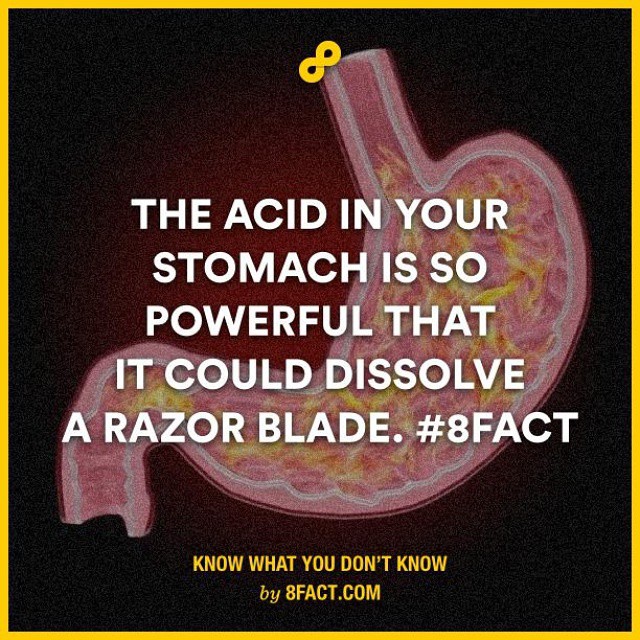 THE ACID IN YOUR
STOMACH IS SO
POWERFUL THAT
IT COULD DISSOLVE
A RAZOR BLADE. #8FACT
KNOW WHAT YOU DON'T KNOW
by 8FACT.COM